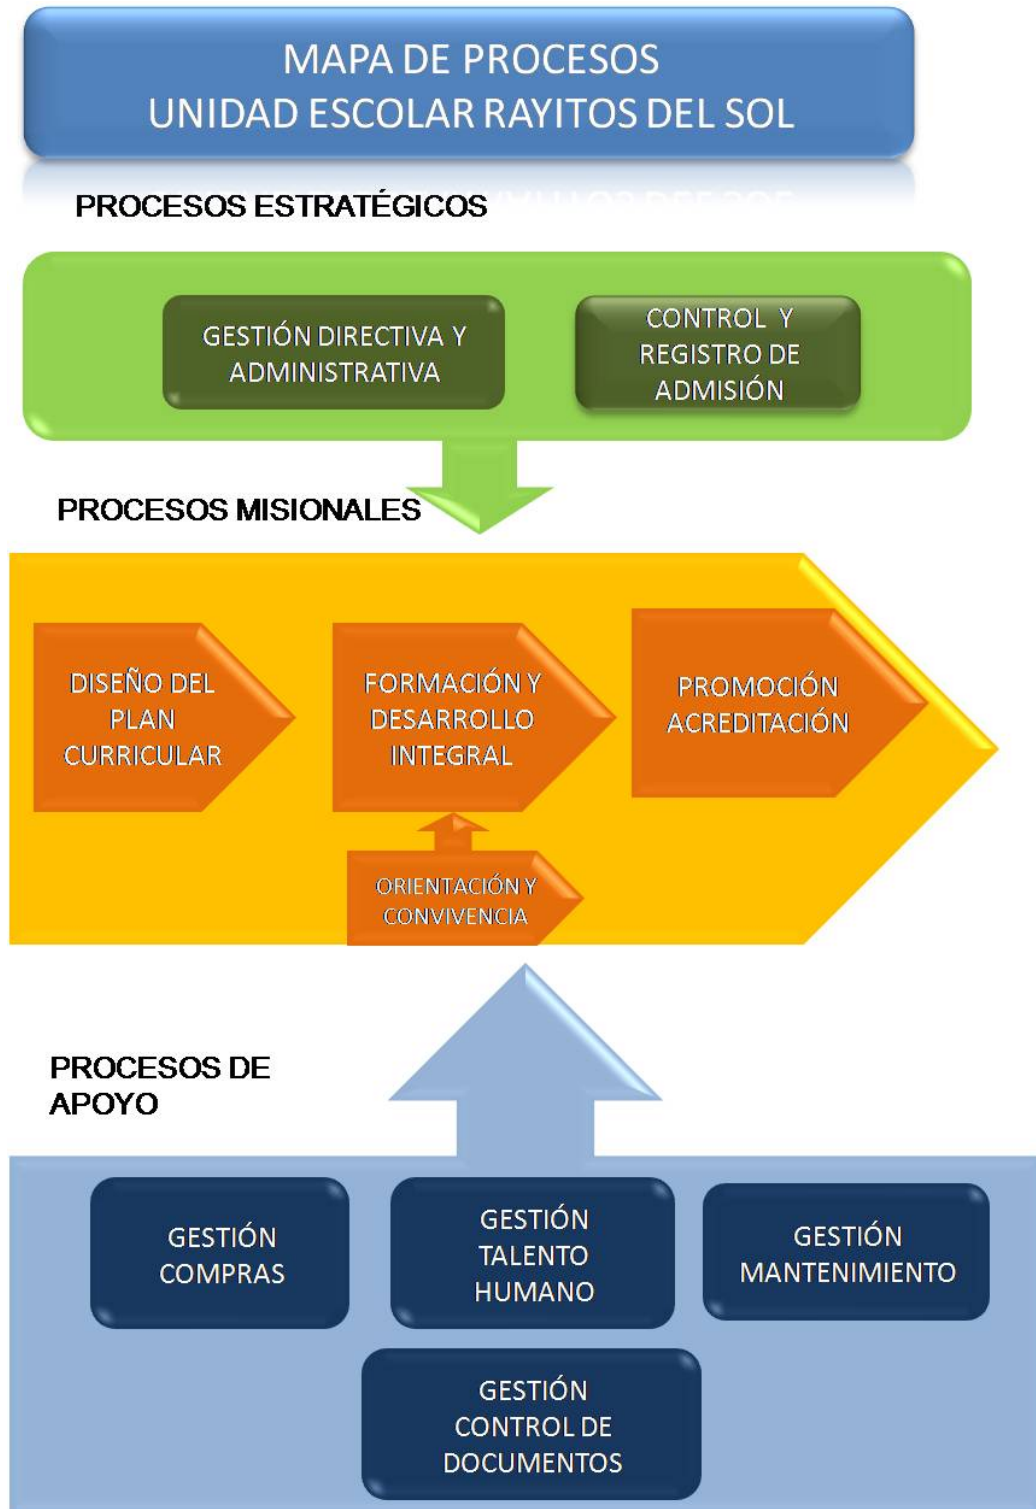 MAPA DE PROCESOS
UNIDAD ESCOLAR RAYITOS DEL SOL
PROCESOS ESTRATÉGICOS
GESTIÓN DIRECTIVA Y
ADMINISTRATIVA
CONTROL Y
REGISTRO DE
ADMISIÓN
PROCESOS MISIONALES
DISEÑO DEL
PLAN
CURRICULAR
FORMACIÓN Y
DESARROLLO
INTEGRAL
PROMOCIÓN
ACREDITACIÓN
ORIENTACIÓN Y
CONVIVENCIA
PROCESOS DE
APOYO
GESTIÓN
COMPRAS
GESTIÓN
TALENTO
HUMANO
GESTIÓN
MANTENIMIENTO
GESTIÓN
CONTROL DE
DOCUMENTOS